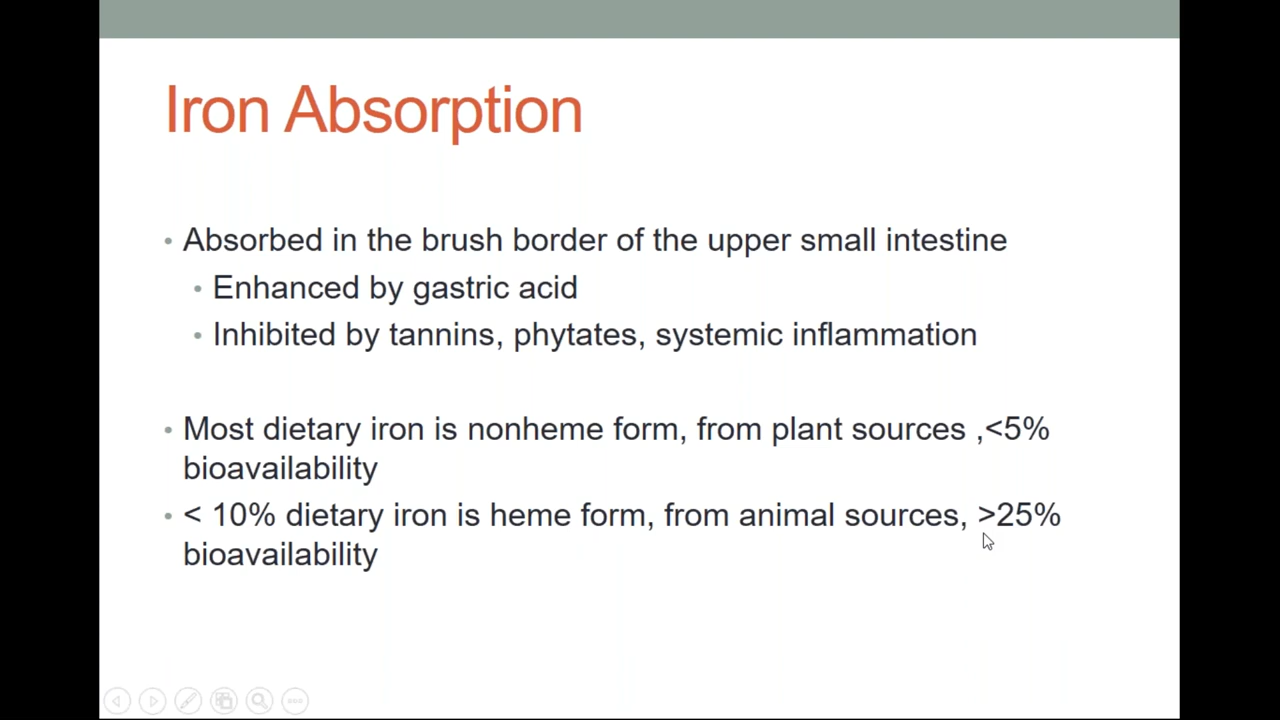 Iron Absorption
• Absorbed in the brush border of the upper small intestine
• Enhanced by gastric acid
• Inhibited by tannins, phytates, systemic inflammation
• Most dietary iron is nonheme form, from plant sources ,<5%
bioavailability
• < 10% dietary iron is heme form, from animal sources, >25%
bioavailability